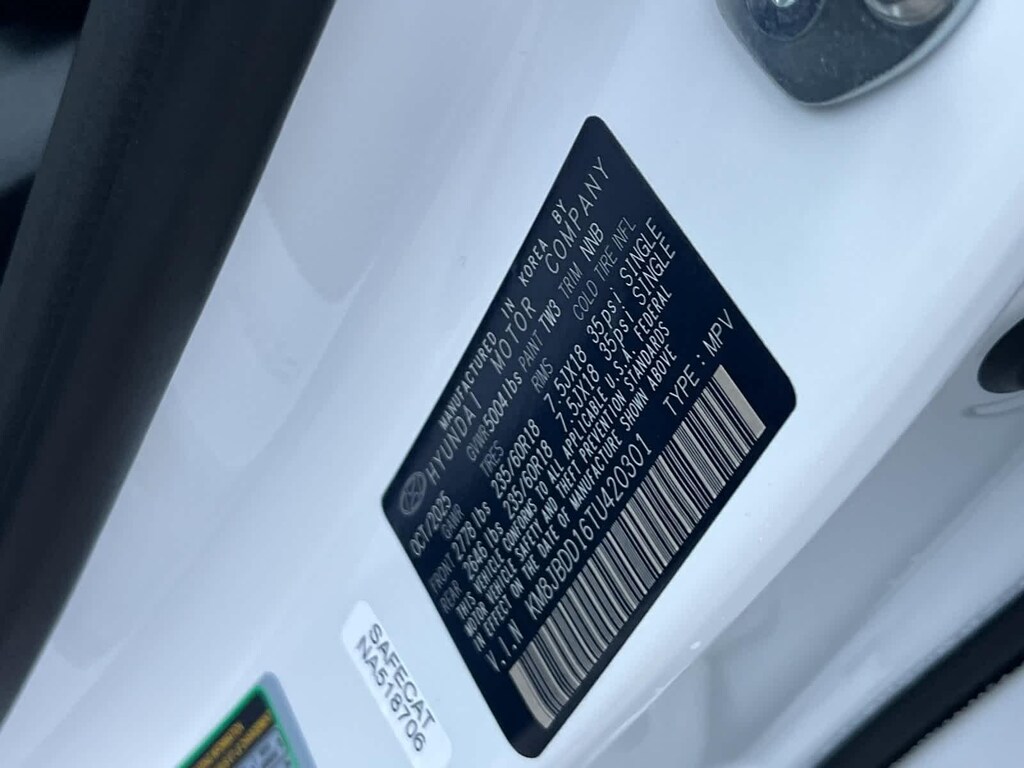 MANUFACTURED IN KOREA BY
HYUNDAI MOTOR COMPANY
OCT/2025 GVWR 5004lbs PAINT TW3 TRIM NNB
GAWR TIRES RIMS COLD TIRE INFL
FRONT 2778 lbs 235/60R18 7.5JX18 35psi SINGLE
REAR 2646 lbs 235/60R18 7.5JX18 35psi SINGLE
THIS VEHICLE CONFORMS TO ALL APPLICABLE U.S.A. FEDERAL
MOTOR VEHICLE SAFETY AND THEFT PREVENTION STANDARDS
IN EFFECT ON THE DATE OF MANUFACTURE SHOWN ABOVE
V.I.N KM8JBDD16TU420301 TYPE : MPV
SAFECAT
NA518706